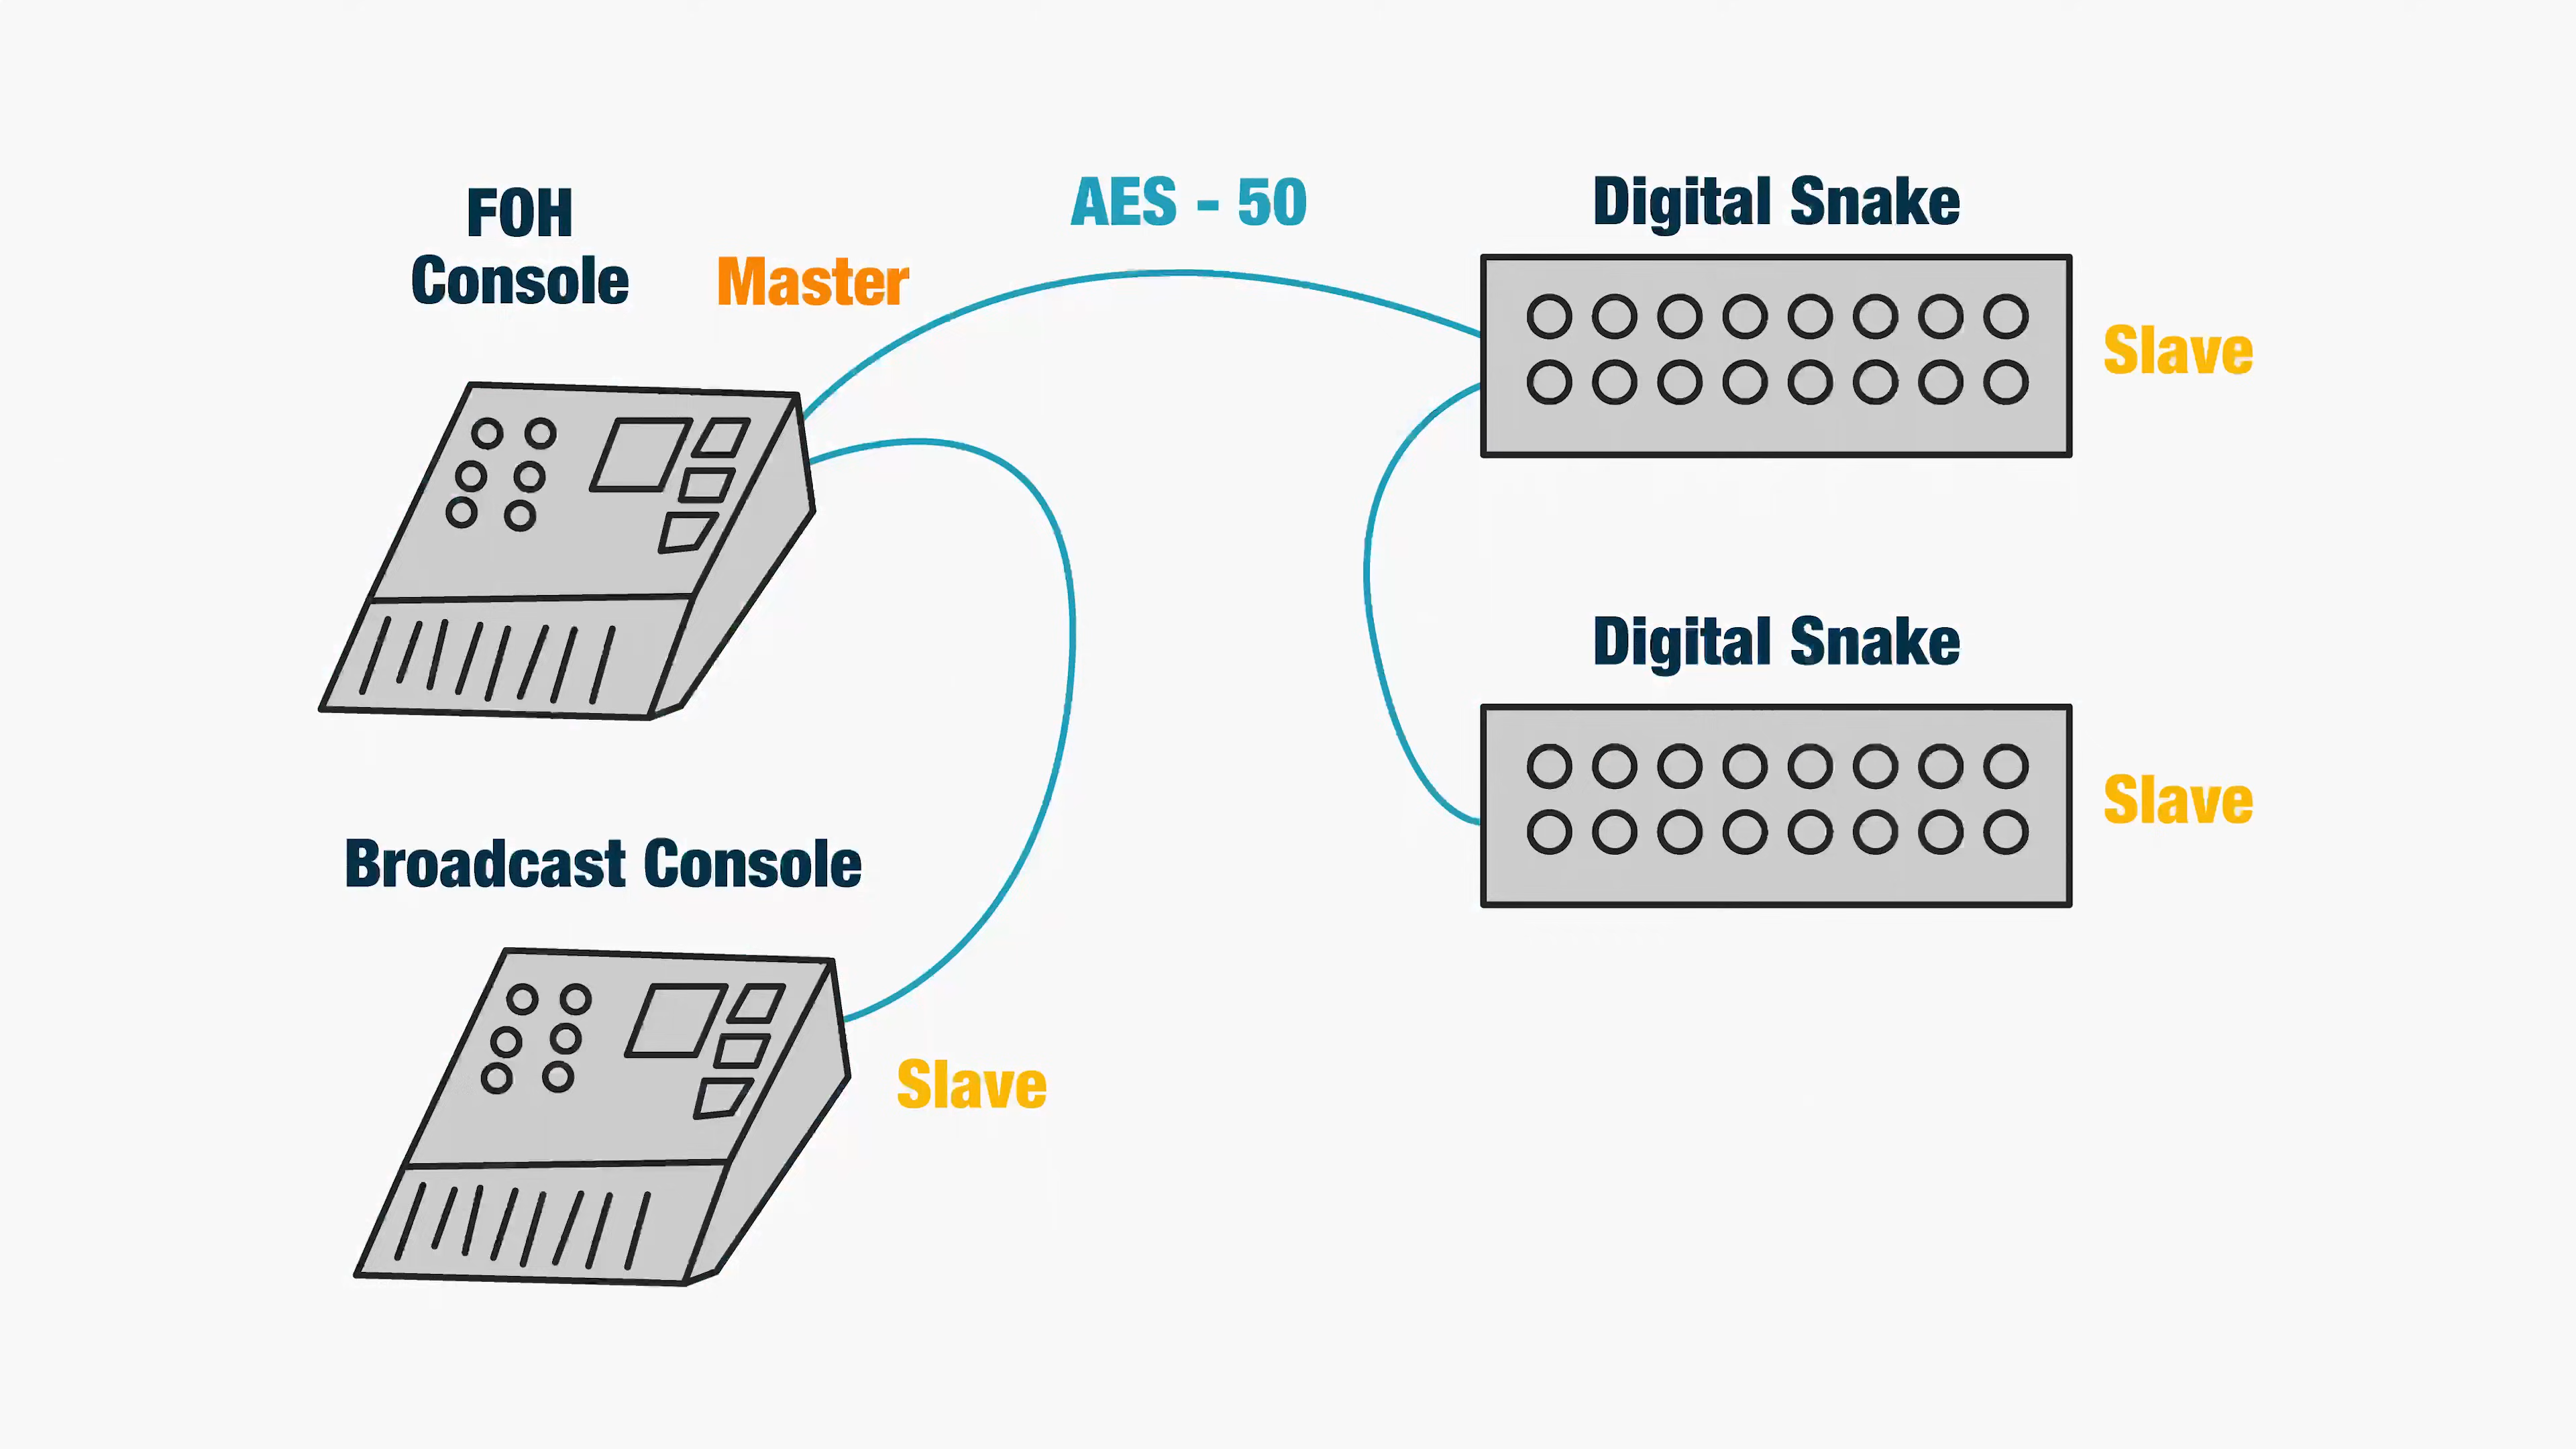 FOH
Console
Master
AES - 50
Digital Snake
Slave
Digital Snake
Slave
Broadcast Console
Slave